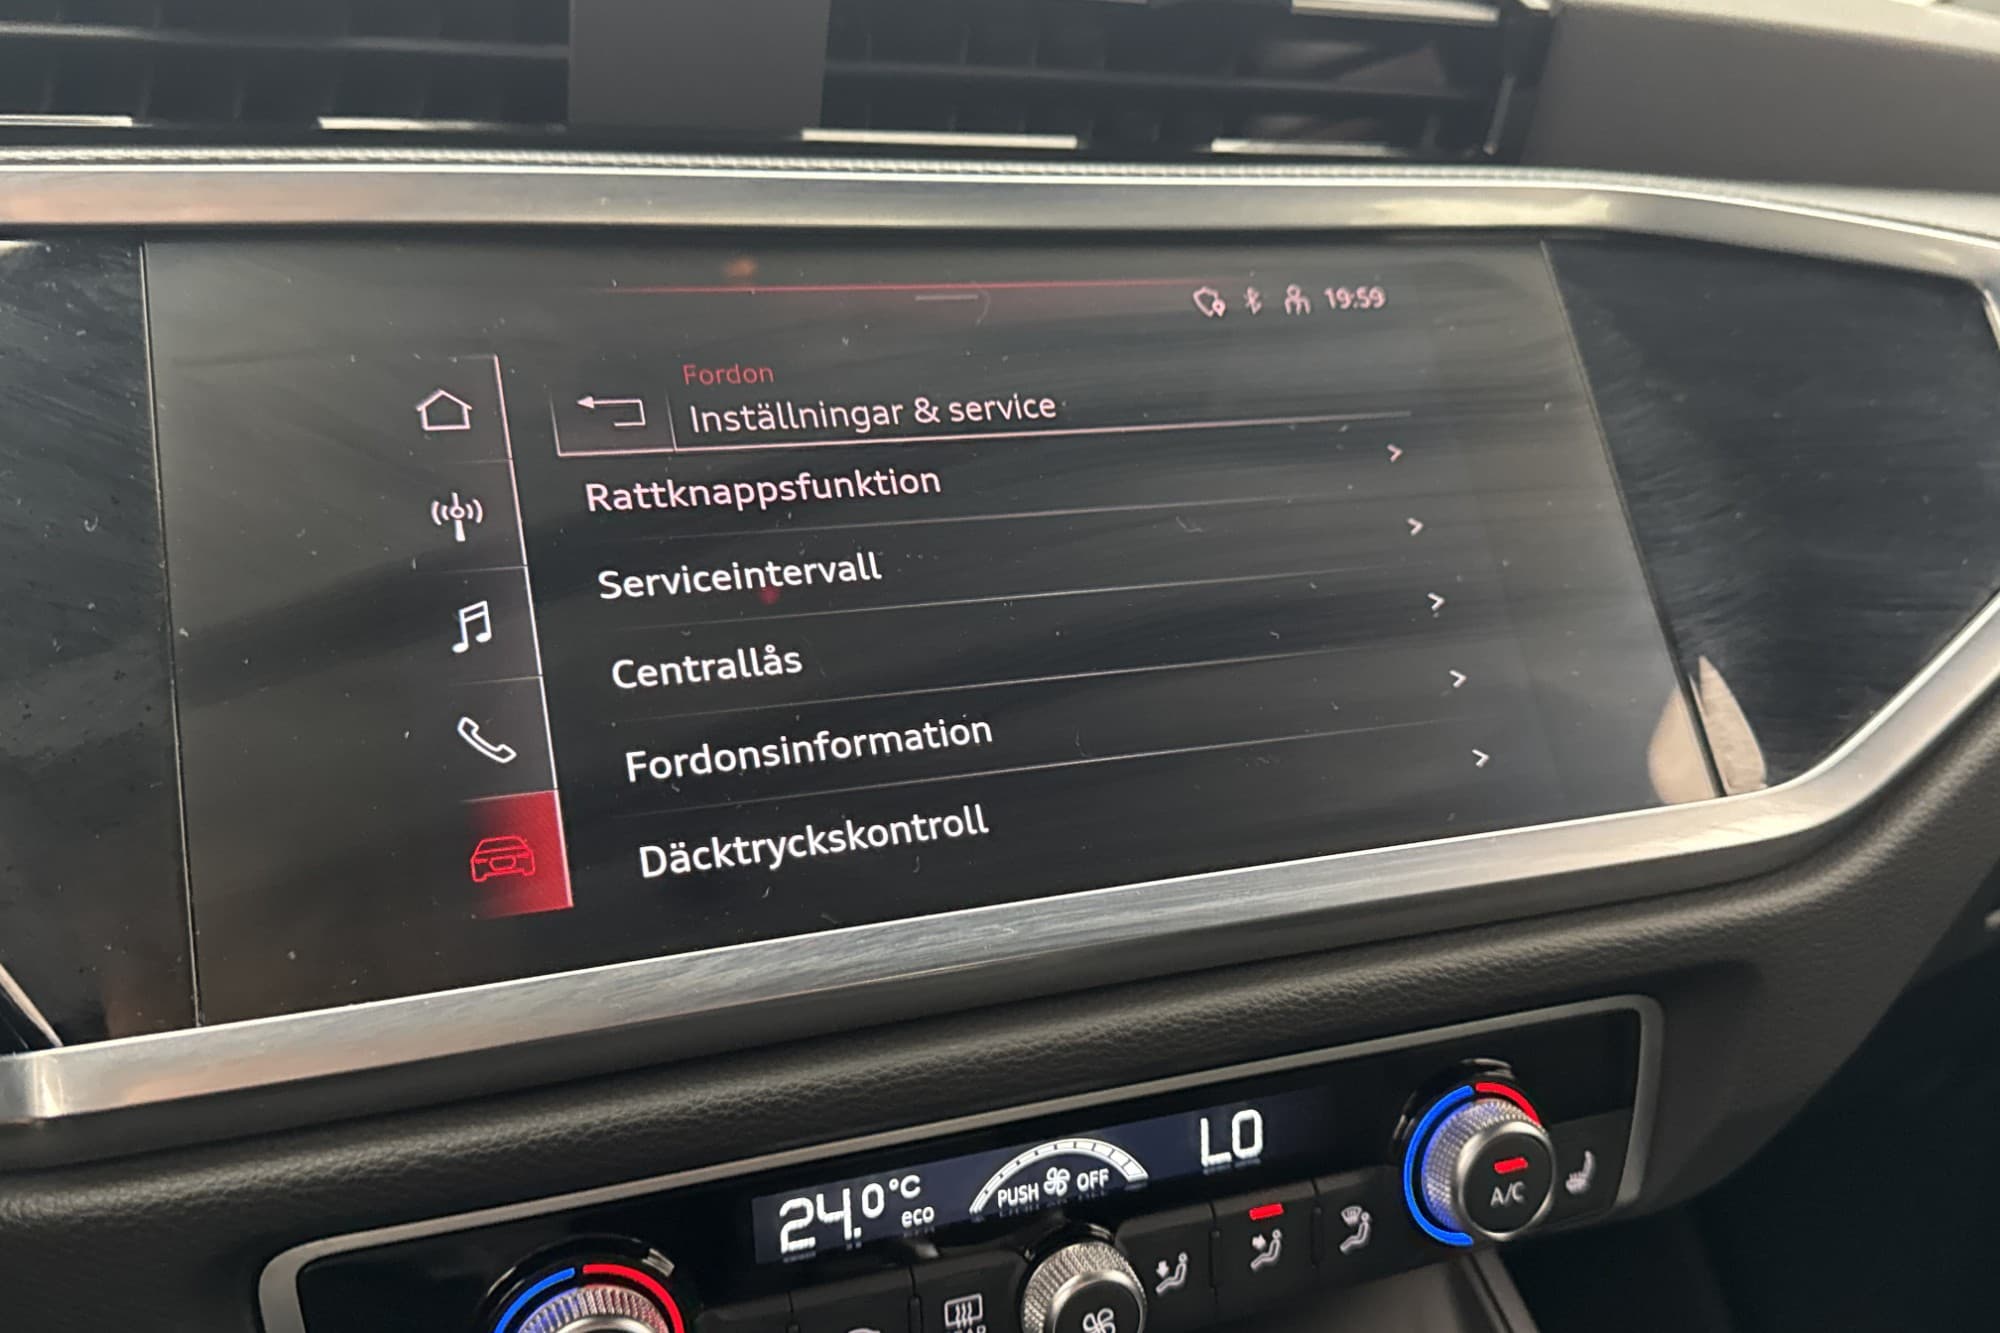 19:59
Fordon
Inställningar & service
Rattknappsfunktion
Serviceintervall
Centrallås
Fordonsinformation
Däcktryckskontroll
24.0°C
eco
PUSH OFF
LO
A/C